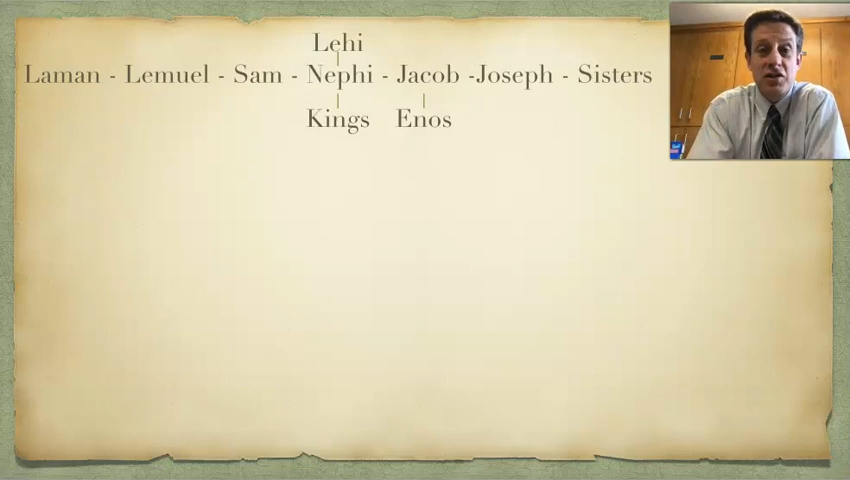 Lehi
Laman - Lemuel - Sam - Nephi - Jacob -Joseph - Sisters
Kings Enos